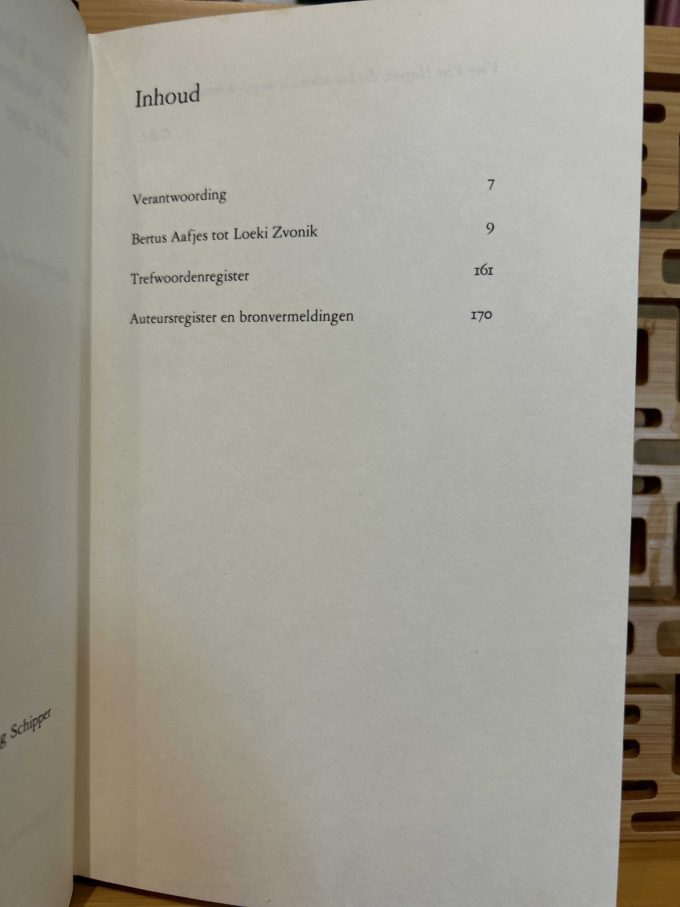 Inhoud
Verantwoording 7
Bertus Aafjes tot Loeki Zvonik 9
Trefwoordenregister 161
Auteursregister en bronvermeldingen 170
g Schipper